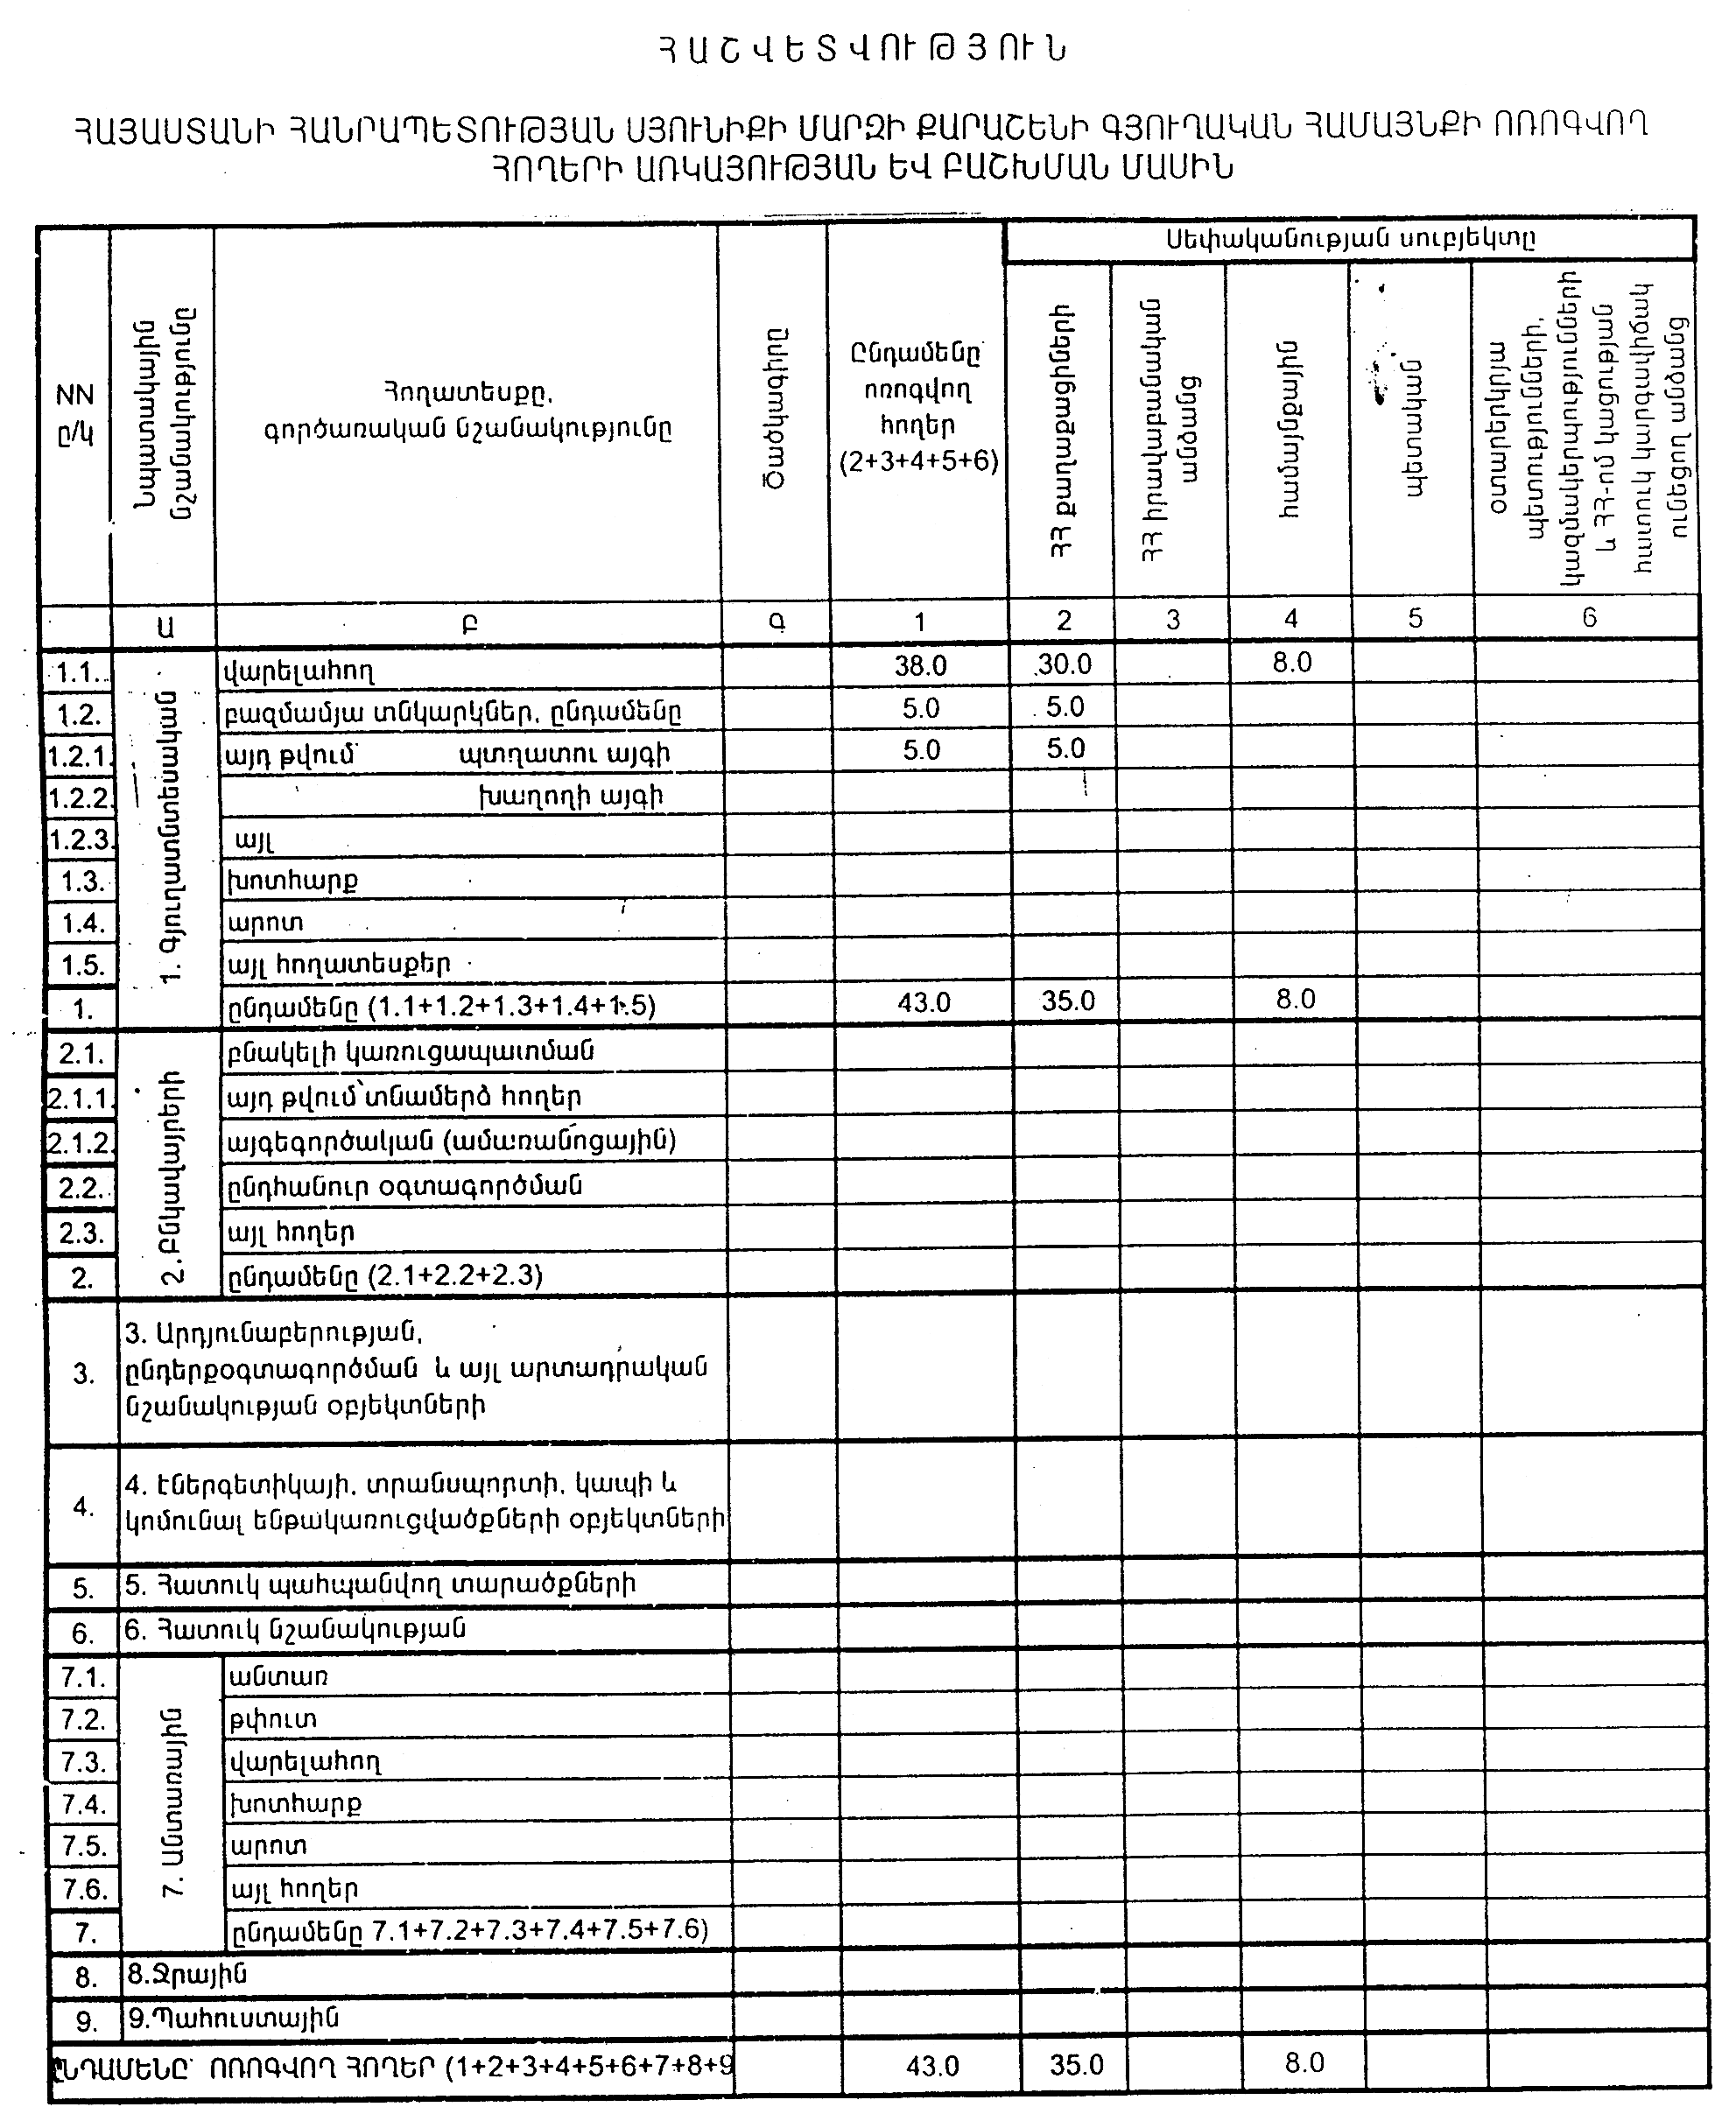 ՀԱՇՎԵՏՎՈՒԹՅՈՒՆ
ՀԱՅԱՍՏԱՆԻ ՀԱՆՐԱՊԵՏՈՒԹՅԱՆ ՍՅՈՒՆԻՔԻ ՄԱՐԶԻ ՔԱՐԱՇԵՆԻ ԳՅՈՒՂԱԿԱՆ ՀԱՄԱՅՆՔԻ ՈՌՈԳՎՈՂ
ՀՈՂԵՐԻ ԱՌԿԱՅՈՒԹՅԱՆ ԵՎ ԲԱՇԽՄԱՆ ՄԱՍԻՆ
NN
ը/կ
Նպատակային
նշանակությունը
Հողատեսքը,
գործառական նշանակությունը
Ծածկագիրը
Ընդամենը՝
ոռոգվող
հողեր
(2+3+4+5+6)
Սեփականության սուբյեկտը
ՀՀ քաղաքացիների
ՀՀ իրավաբանական
անձանց
համայնքային
պետական
օտարերկրյա
պետությունների,
կազմակերպությունների
և ՀՀ-ում կացության
հատուկ կարգավիճակ
ունեցող անձանց
Ա Բ Գ 1 2 3 4 5 6
1. Գյուղատնտեսական
1.1. վարելահող 38.0 30.0 8.0
1.2. բազմամյա տնկարկներ, ընդամենը 5.0 5.0
1.2.1. այդ թվում՝ պտղատու այգի 5.0 5.0
1.2.2. խաղողի այգի
1.2.3. այլ
1.3. խոտհարք
1.4. արոտ
1.5. այլ հողատեսքեր
1. ընդամենը (1.1+1.2+1.3+1.4+1.5) 43.0 35.0 8.0
2.Բնկավայրերի
2.1. բնակելի կառուցապատման
2.1.1. այդ թվում՝ տնամերձ հողեր
2.1.2. այգեգործական (ամառանոցային)
2.2. ընդհանուր օգտագործման
2.3. այլ հողեր
2. ընդամենը (2.1+2.2+2.3)
3. 3. Արդյունաբերության,
ընդերքօգտագործման և այլ արտադրական
նշանակության օբյեկտների
4. 4. էներգետիկայի, տրանսպորտի, կապի և
կոմունալ ենթակառուցվածքների օբյեկտների
5. 5. Հատուկ պահպանվող տարածքների
6. 6. Հատուկ նշանակության
7. Անտառային
7.1. անտառ
7.2. թփուտ
7.3. վարելահող
7.4. խոտհարք
7.5. արոտ
7.6. այլ հողեր
7. ընդամենը 7.1+7.2+7.3+7.4+7.5+7.6)
8. 8.Ջրային
9. 9.Պահուստային
ԸՆԴԱՄԵՆԸ՝ ՈՌՈԳՎՈՂ ՀՈՂԵՐ (1+2+3+4+5+6+7+8+9 43.0 35.0 8.0